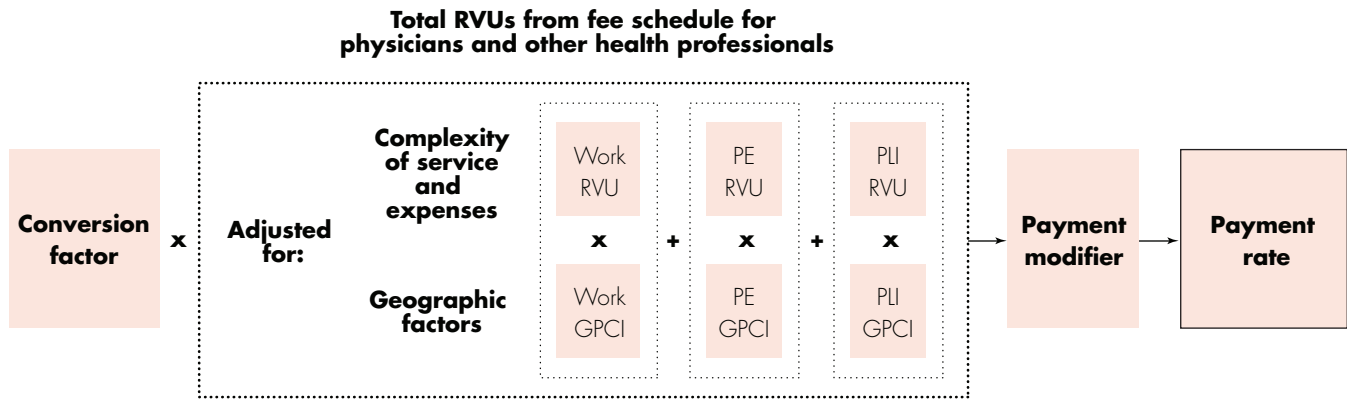 Total RVUs from fee schedule for
physicians and other health professionals
Conversion
factor
x
Adjusted
for:
Complexity
of service
and
expenses
Work
RVU
x
Work
GPCI
+
PE
RVU
x
PE
GPCI
+
PLI
RVU
x
PLI
GPCI
Geographic
factors
Payment
modifier
Payment
rate